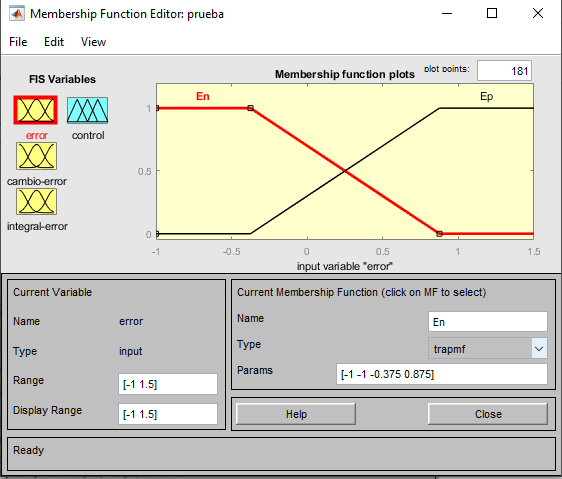 Membership Function Editor: prueba
File Edit View
FIS Variables
error
control
cambio-error
integral-error
Membership function plots
plot points:
181
En
Ep
1
0.5
0
-1 -0.5 0 0.5 1 1.5
input variable "error"
Current Variable
Name error
Type input
Range [-1 1.5]
Display Range [-1 1.5]
Current Membership Function (click on MF to select)
Name En
Type trapmf
Params [-1 -1 -0.375 0.875]
Help Close
Ready